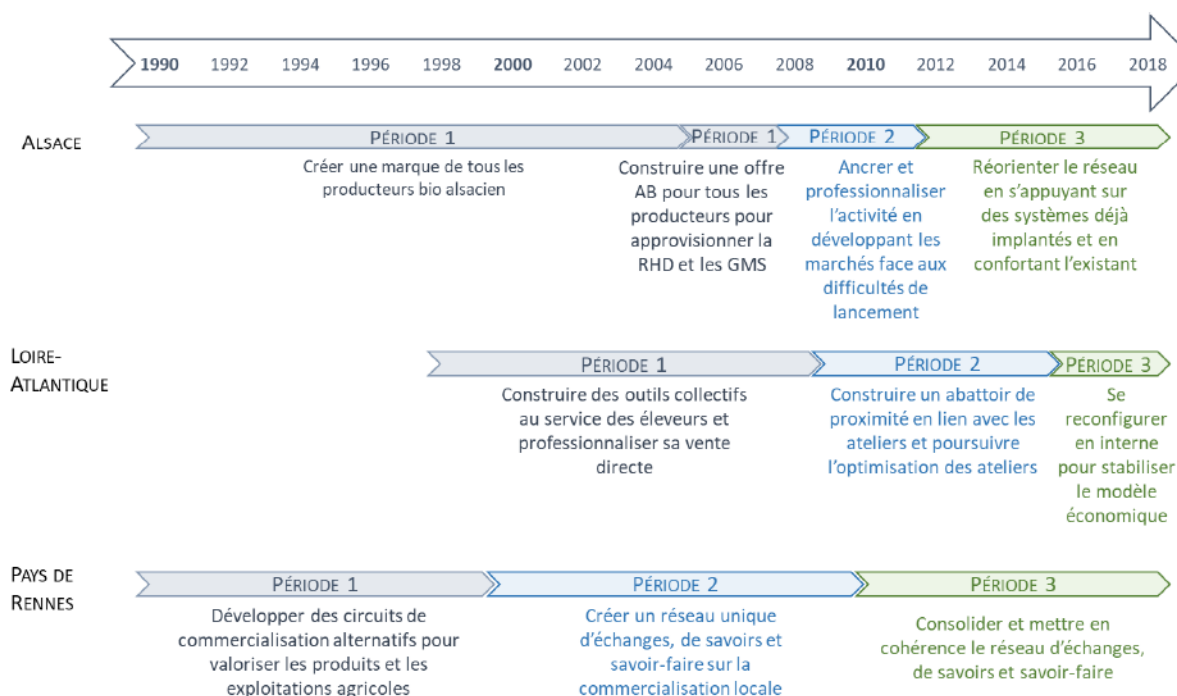 1990 1992 1994 1996 1998 2000 2002 2004 2006 2008 2010 2012 2014 2016 2018
ALSACE
PÉRIODE 1
PÉRIODE 1
PÉRIODE 2
PÉRIODE 3
Créer une marque de tous les
producteurs bio alsacien
Construire une offre
AB pour tous les
producteurs pour
approvisionner la
RHD et les GMS
Ancrer et
professionnaliser
l'activité en
développant les
marchés face aux
difficultés de
lancement
Réorienter le réseau
en s'appuyant sur
des systèmes déjà
implantés et en
confortant l'existant
LOIRE-
ATLANTIQUE
PÉRIODE 1
PÉRIODE 2
PÉRIODE 3
Construire des outils collectifs
au service des éleveurs et
professionnaliser sa vente
directe
Construire un abattoir de
proximité en lien avec les
ateliers et poursuivre
l'optimisation des ateliers
Se
reconfigurer
en interne
pour stabiliser
le modèle
économique
PAYS DE
RENNES
PÉRIODE 1
PÉRIODE 2
PÉRIODE 3
Développer des circuits de
commercialisation alternatifs pour
valoriser les produits et les
exploitations agricoles
Créer un réseau unique
d'échanges, de savoirs et
savoir-faire sur la
commercialisation locale
Consolider et mettre en
cohérence le réseau d'échanges,
de savoirs et savoir-faire